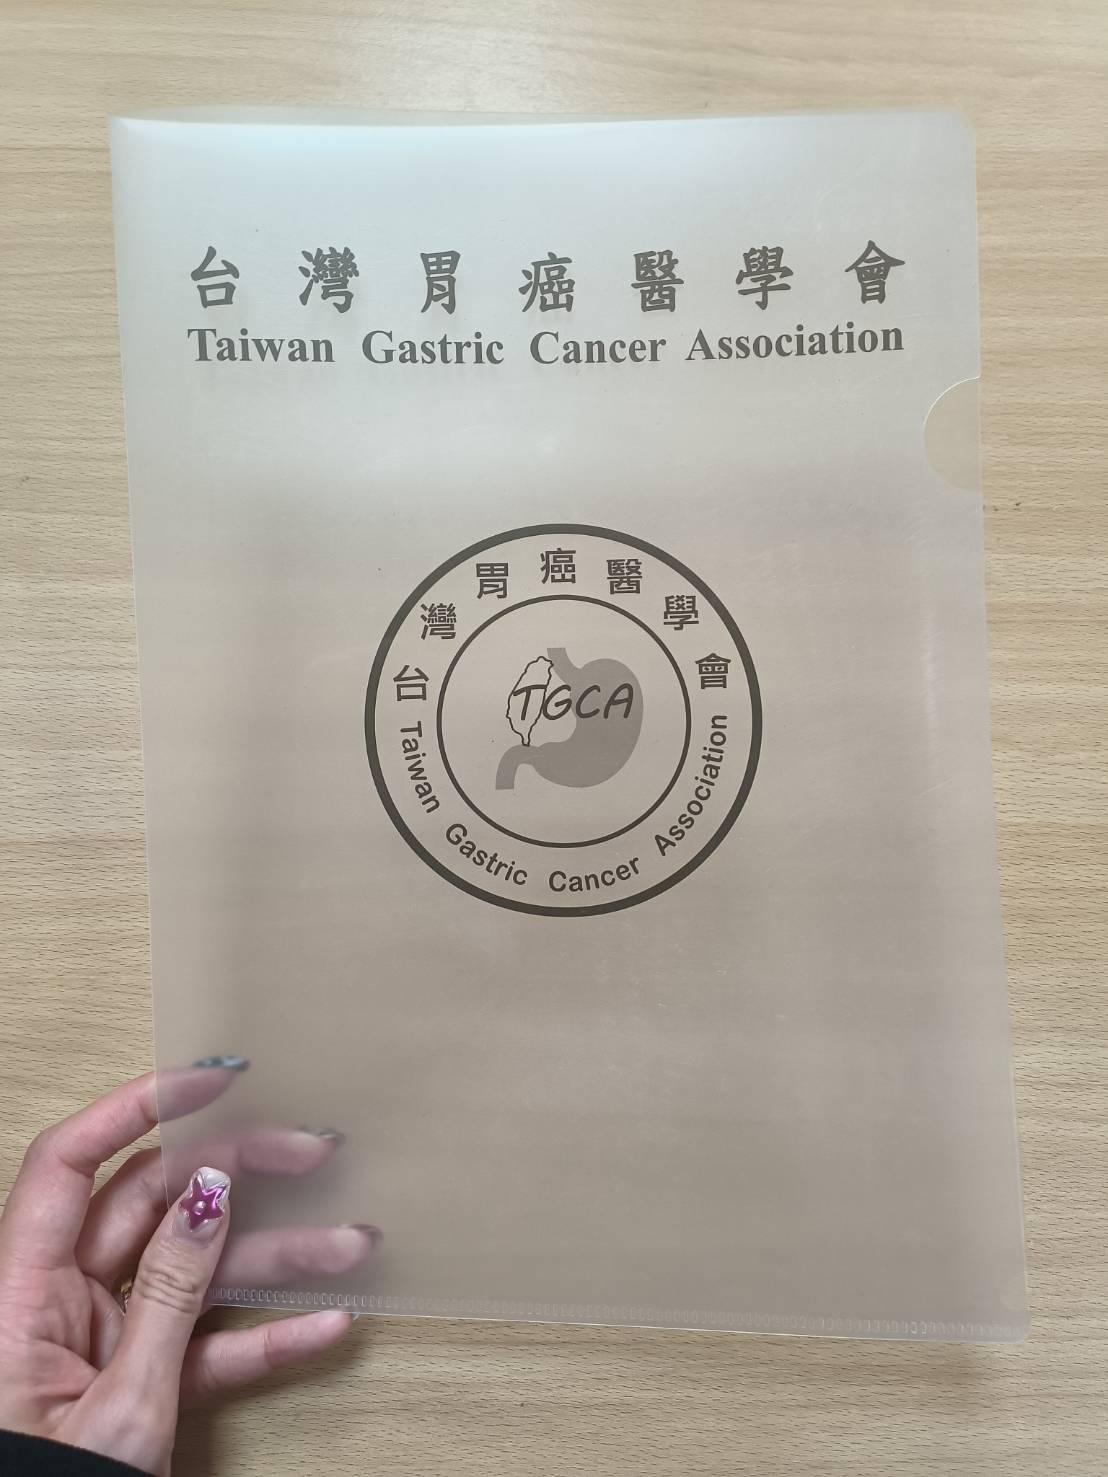 台灣胃癌醫學會
Taiwan Gastric Cancer Association
台灣胃癌醫學會
TGCA
Taiwan Gastric Cancer Association